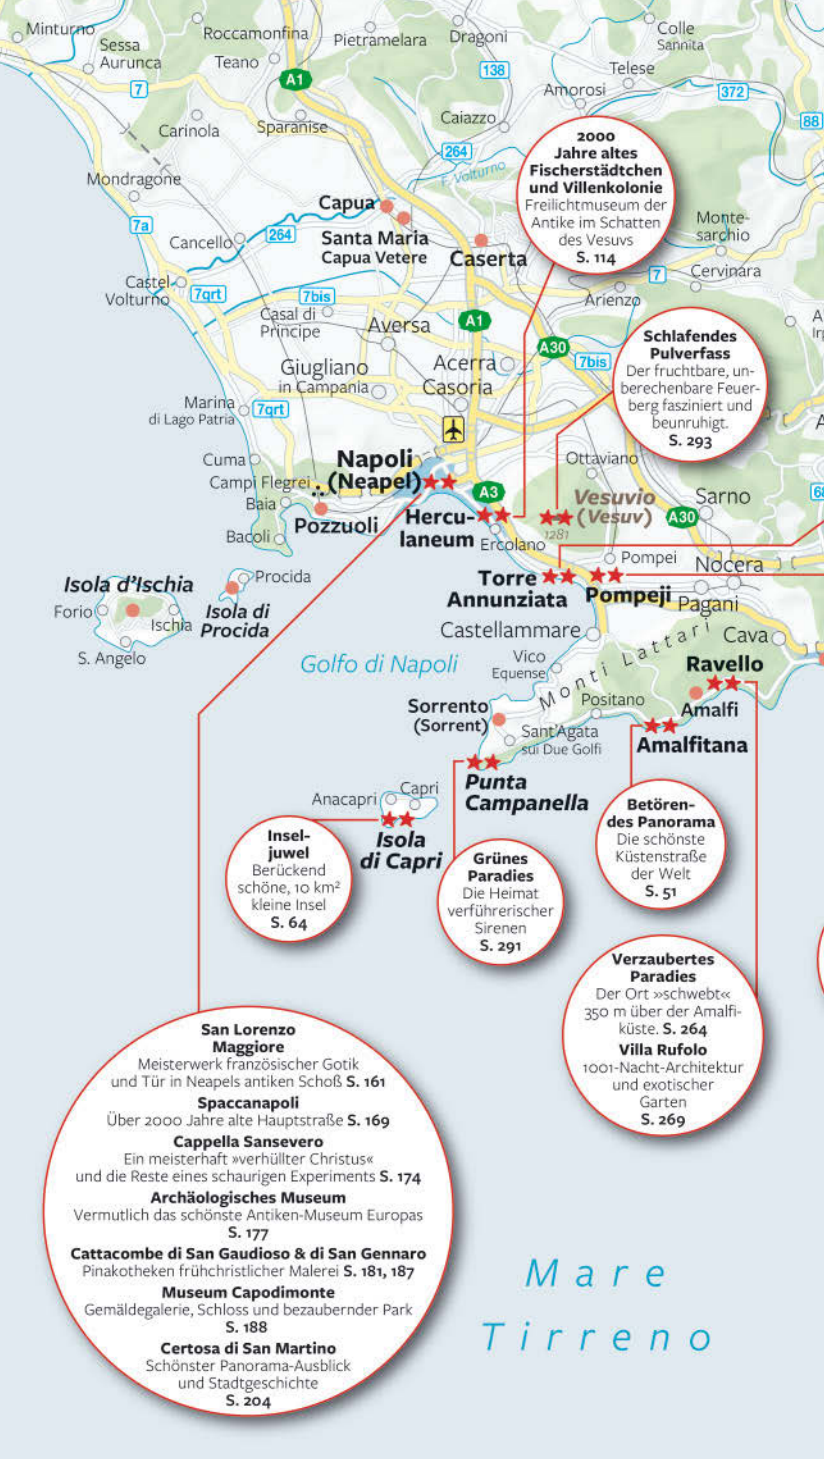 Minturno
Sessa
Aurunca
Roccamonfina
Teano
Pietramelara
Dragoni
Colle
Sannita
Telese
138
A1
7
372
Amorosi
88
Caiazzo
Carinola
Sparanise
264
F. Volturno
2000
Jahre altes
Fischerstädtchen
und Villenkolonie
Freilichtmuseum der
Antike im Schatten
des Vesuvs
S. 114
Mondragone
Capua
7a
Cancello
264
Santa Maria
Capua Vetere
Caserta
Monte-
sarchio
7
Cervinara
Castel
Volturno
7qrt
7bis
Arienzo
Casal di
Principe
Aversa
A1
A30
7bis
Schlafendes
Pulverfass
Der fruchtbare, un-
berechenbare Feuer-
berg fasziniert und
beunruhigt.
S. 293
Giugliano
in Campania
Acerra
Casoria
Marina
di Lago Patria
7qrt
Cuma
Campi Flegrei
Napoli
(Neapel)
Ottaviano
Baia
Pozzuoli
A3
Vesuvio
(Vesuv)
1281
A30
Sarno
Bacoli
Hercu-
laneum
Ercolano
Pompei
Nocera
Procida
Isola d'Ischia
Forio
Ischia
S. Angelo
Isola di
Procida
Torre
Annunziata
Pompeji
Pagani
Castellammare
Golfo di Napoli
Vico
Equense
Monti Lattari
Cava
Ravello
Sorrento
(Sorrent)
Positano
Amalfi
Sant'Agata
sui Due Golfi
Amalfitana
Punta
Campanella
Anacapri
Capri
Isola
di Capri
Insel-
juwel
Berückend
schöne, 10 km²
kleine Insel
S. 64
Grünes
Paradies
Die Heimat
verführerischer
Sirenen
S. 291
Betören-
des Panorama
Die schönste
Küstenstraße
der Welt
S. 51
Verzaubertes
Paradies
Der Ort »schwebt«
350 m über der Amalfi-
küste. S. 264
Villa Rufolo
1001-Nacht-Architektur
und exotischer
Garten
S. 269
San Lorenzo
Maggiore
Meisterwerk französischer Gotik
und Tür in Neapels antiken Schoß S. 161
Spaccanapoli
Über 2000 Jahre alte Hauptstraße S. 169
Cappella Sansevero
Ein meisterhaft »verhüllter Christus«
und die Reste eines schaurigen Experiments S. 174
Archäologisches Museum
Vermutlich das schönste Antiken-Museum Europas
S. 177
Cattacombe di San Gaudioso & di San Gennaro
Pinakotheken frühchristlicher Malerei S. 181, 187
Museum Capodimonte
Gemäldegalerie, Schloss und bezaubernder Park
S. 188
Certosa di San Martino
Schönster Panorama-Ausblick
und Stadtgeschichte
S. 204
Mare
Tirreno